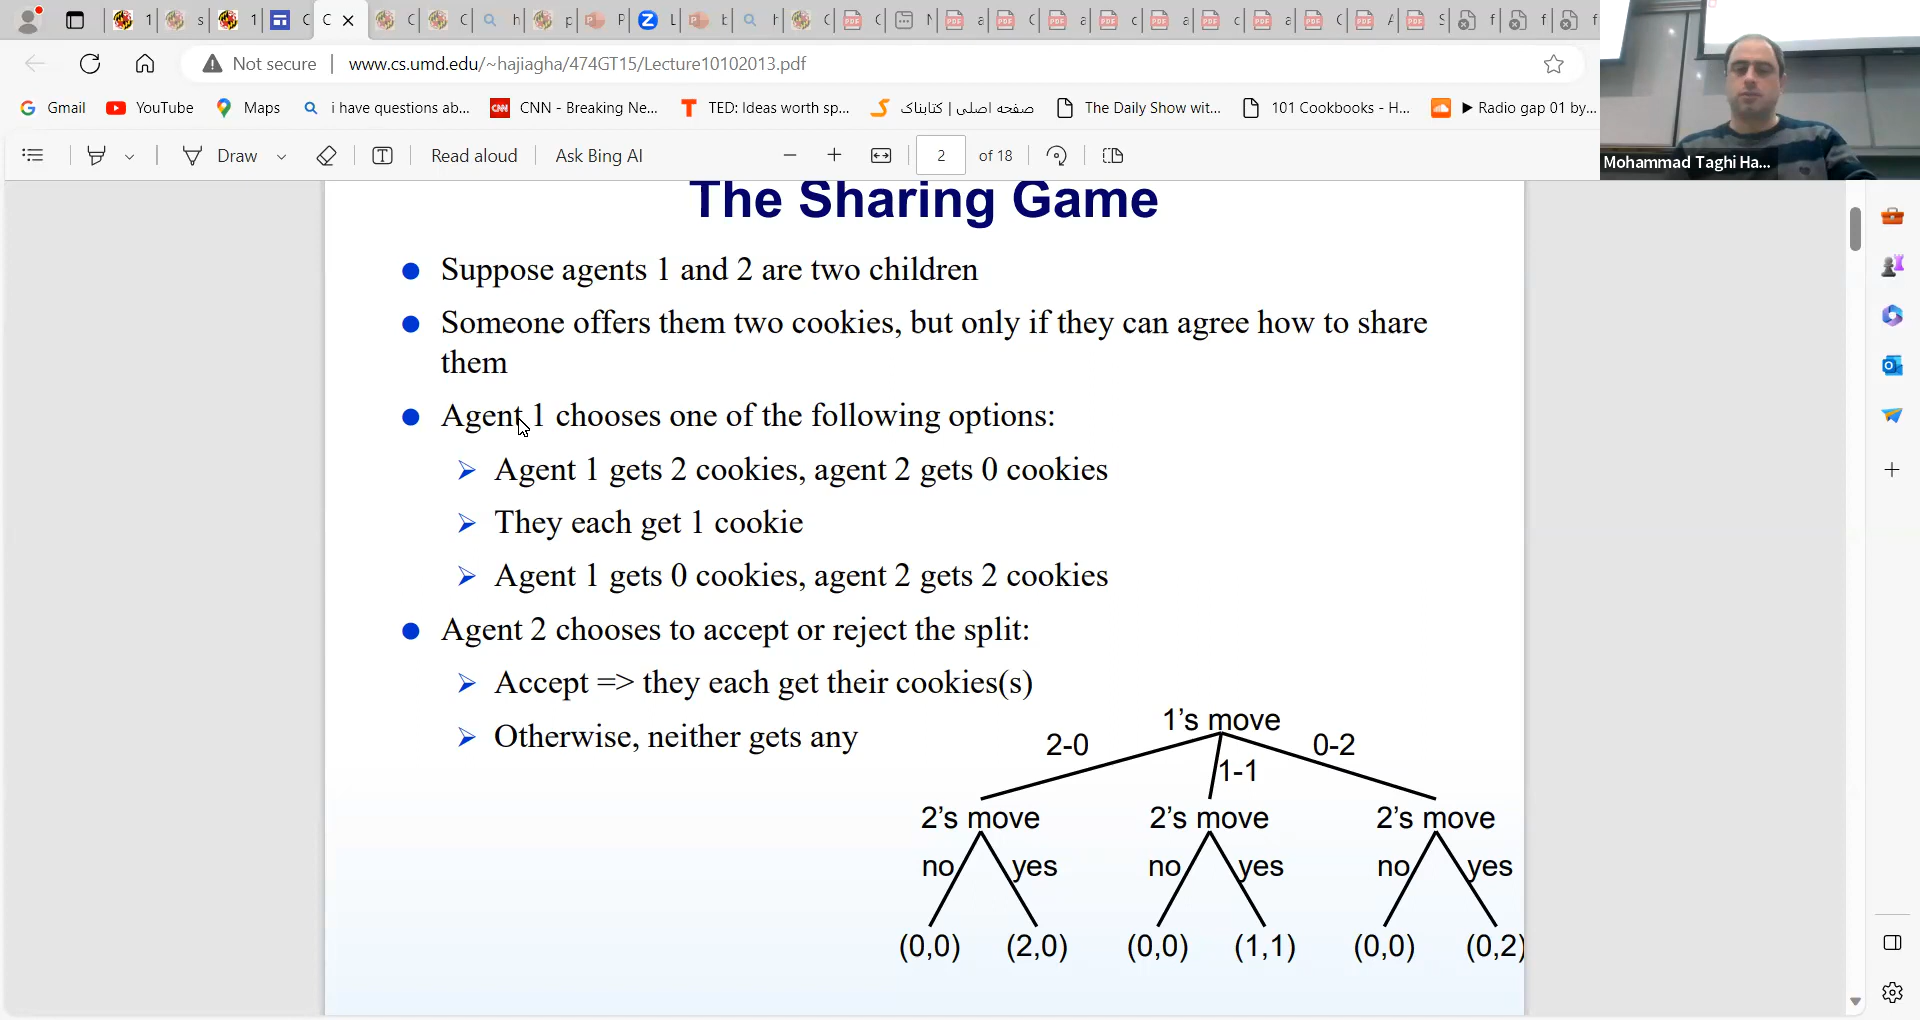 Not secure | www.cs.umd.edu/~hajiagha/474GT15/Lecture10102013.pdf
Gmail YouTube Maps i have questions ab... CNN - Breaking Ne... TED: Ideas worth sp... صفحه اصلی | کتابناک The Daily Show wit... 101 Cookbooks - H... ▶ Radio gap 01 by...
Draw Read aloud Ask Bing AI 2 of 18
Mohammad Taghi Ha...
The Sharing Game
Suppose agents 1 and 2 are two children
Someone offers them two cookies, but only if they can agree how to share
them
Agent 1 chooses one of the following options:
Agent 1 gets 2 cookies, agent 2 gets 0 cookies
They each get 1 cookie
Agent 1 gets 0 cookies, agent 2 gets 2 cookies
Agent 2 chooses to accept or reject the split:
Accept => they each get their cookies(s)
Otherwise, neither gets any
1's move
2-0 1-1 0-2
2's move 2's move 2's move
no yes no yes no yes
(0,0) (2,0) (0,0) (1,1) (0,0) (0,2)